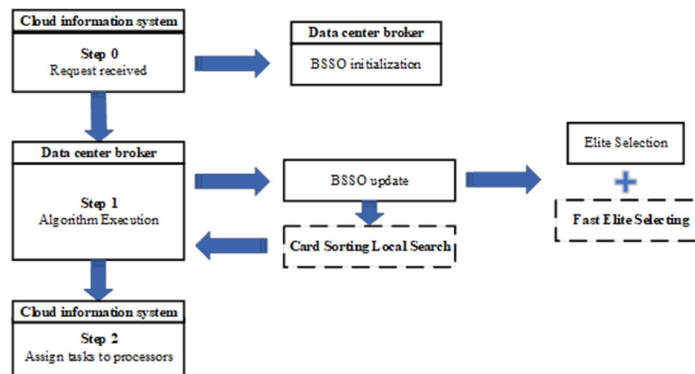 Cloud information system
Step 0
Request received
Data center broker
BSSO initialization
Data center broker
Step 1
Algorithm Execution
BSSO update
Elite Selection
Fast Elite Selecting
Card Sorting Local Search
Cloud information system
Step 2
Assign tasks to processors